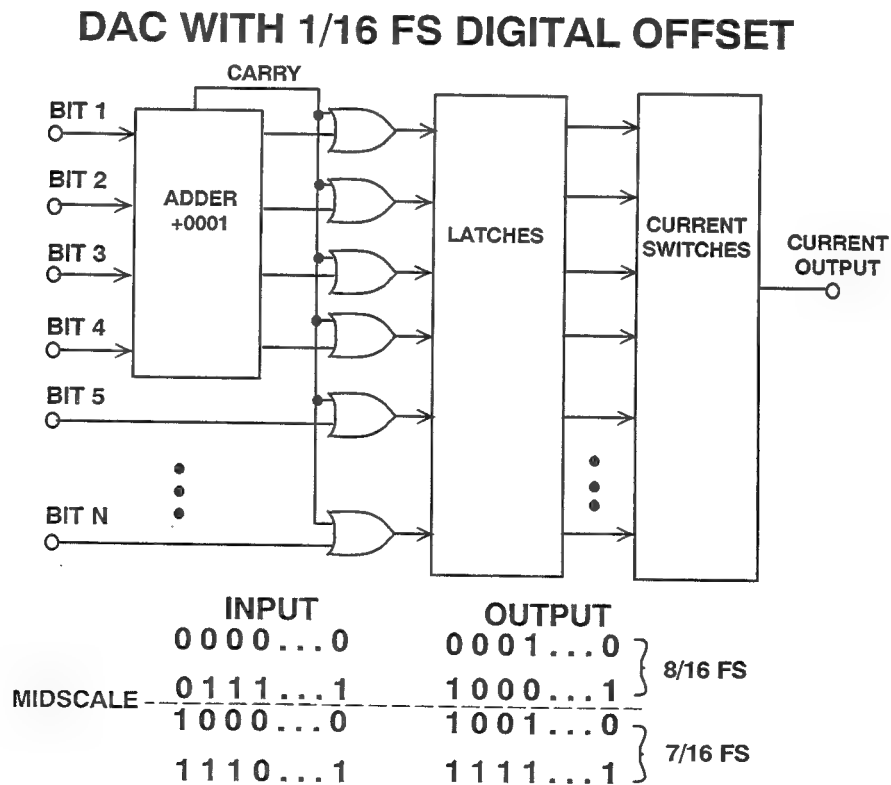 DAC WITH 1/16 FS DIGITAL OFFSET
CARRY
BIT 1
BIT 2
BIT 3
BIT 4
BIT 5
BIT N
ADDER
+0001
LATCHES
CURRENT
SWITCHES
CURRENT
OUTPUT
INPUT OUTPUT
0000...0 0001...0
8/16 FS
0111...1 1000...1
MIDSCALE
1000...0 1001...0
7/16 FS
1110...1 1111...1